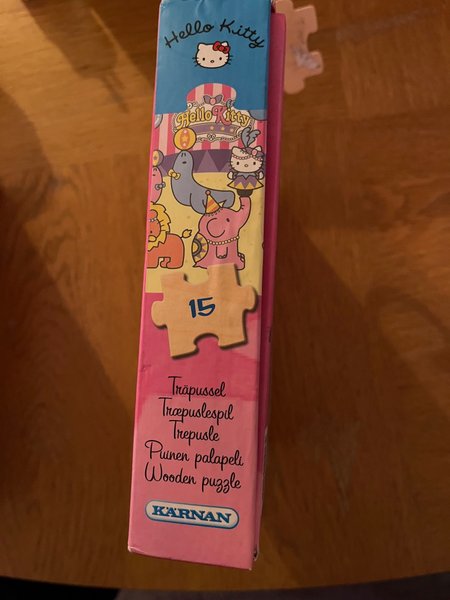 Hello Kitty
Hello Kitty
15
Träpussel
Træpuslespil
Trepusle
Puinen palapeli
Wooden puzzle
KÄRNAN